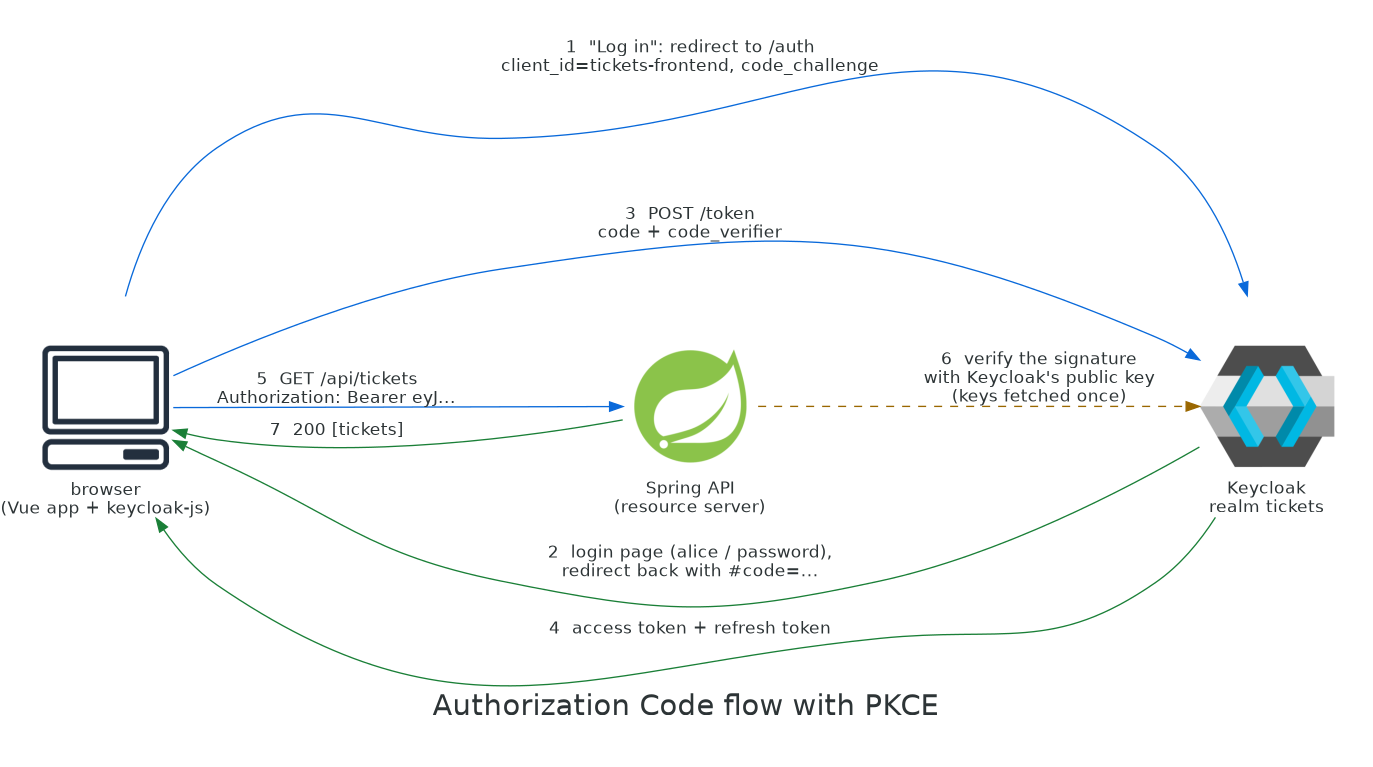 1  "Log in": redirect to /auth
client_id=tickets-frontend, code_challenge
3  POST /token
code + code_verifier
5  GET /api/tickets
Authorization: Bearer eyJ...
7  200 [tickets]
6  verify the signature
with Keycloak's public key
(keys fetched once)
browser
(Vue app + keycloak-js)
Spring API
(resource server)
Keycloak
realm tickets
2  login page (alice / password),
redirect back with #code=...
4  access token + refresh token
Authorization Code flow with PKCE